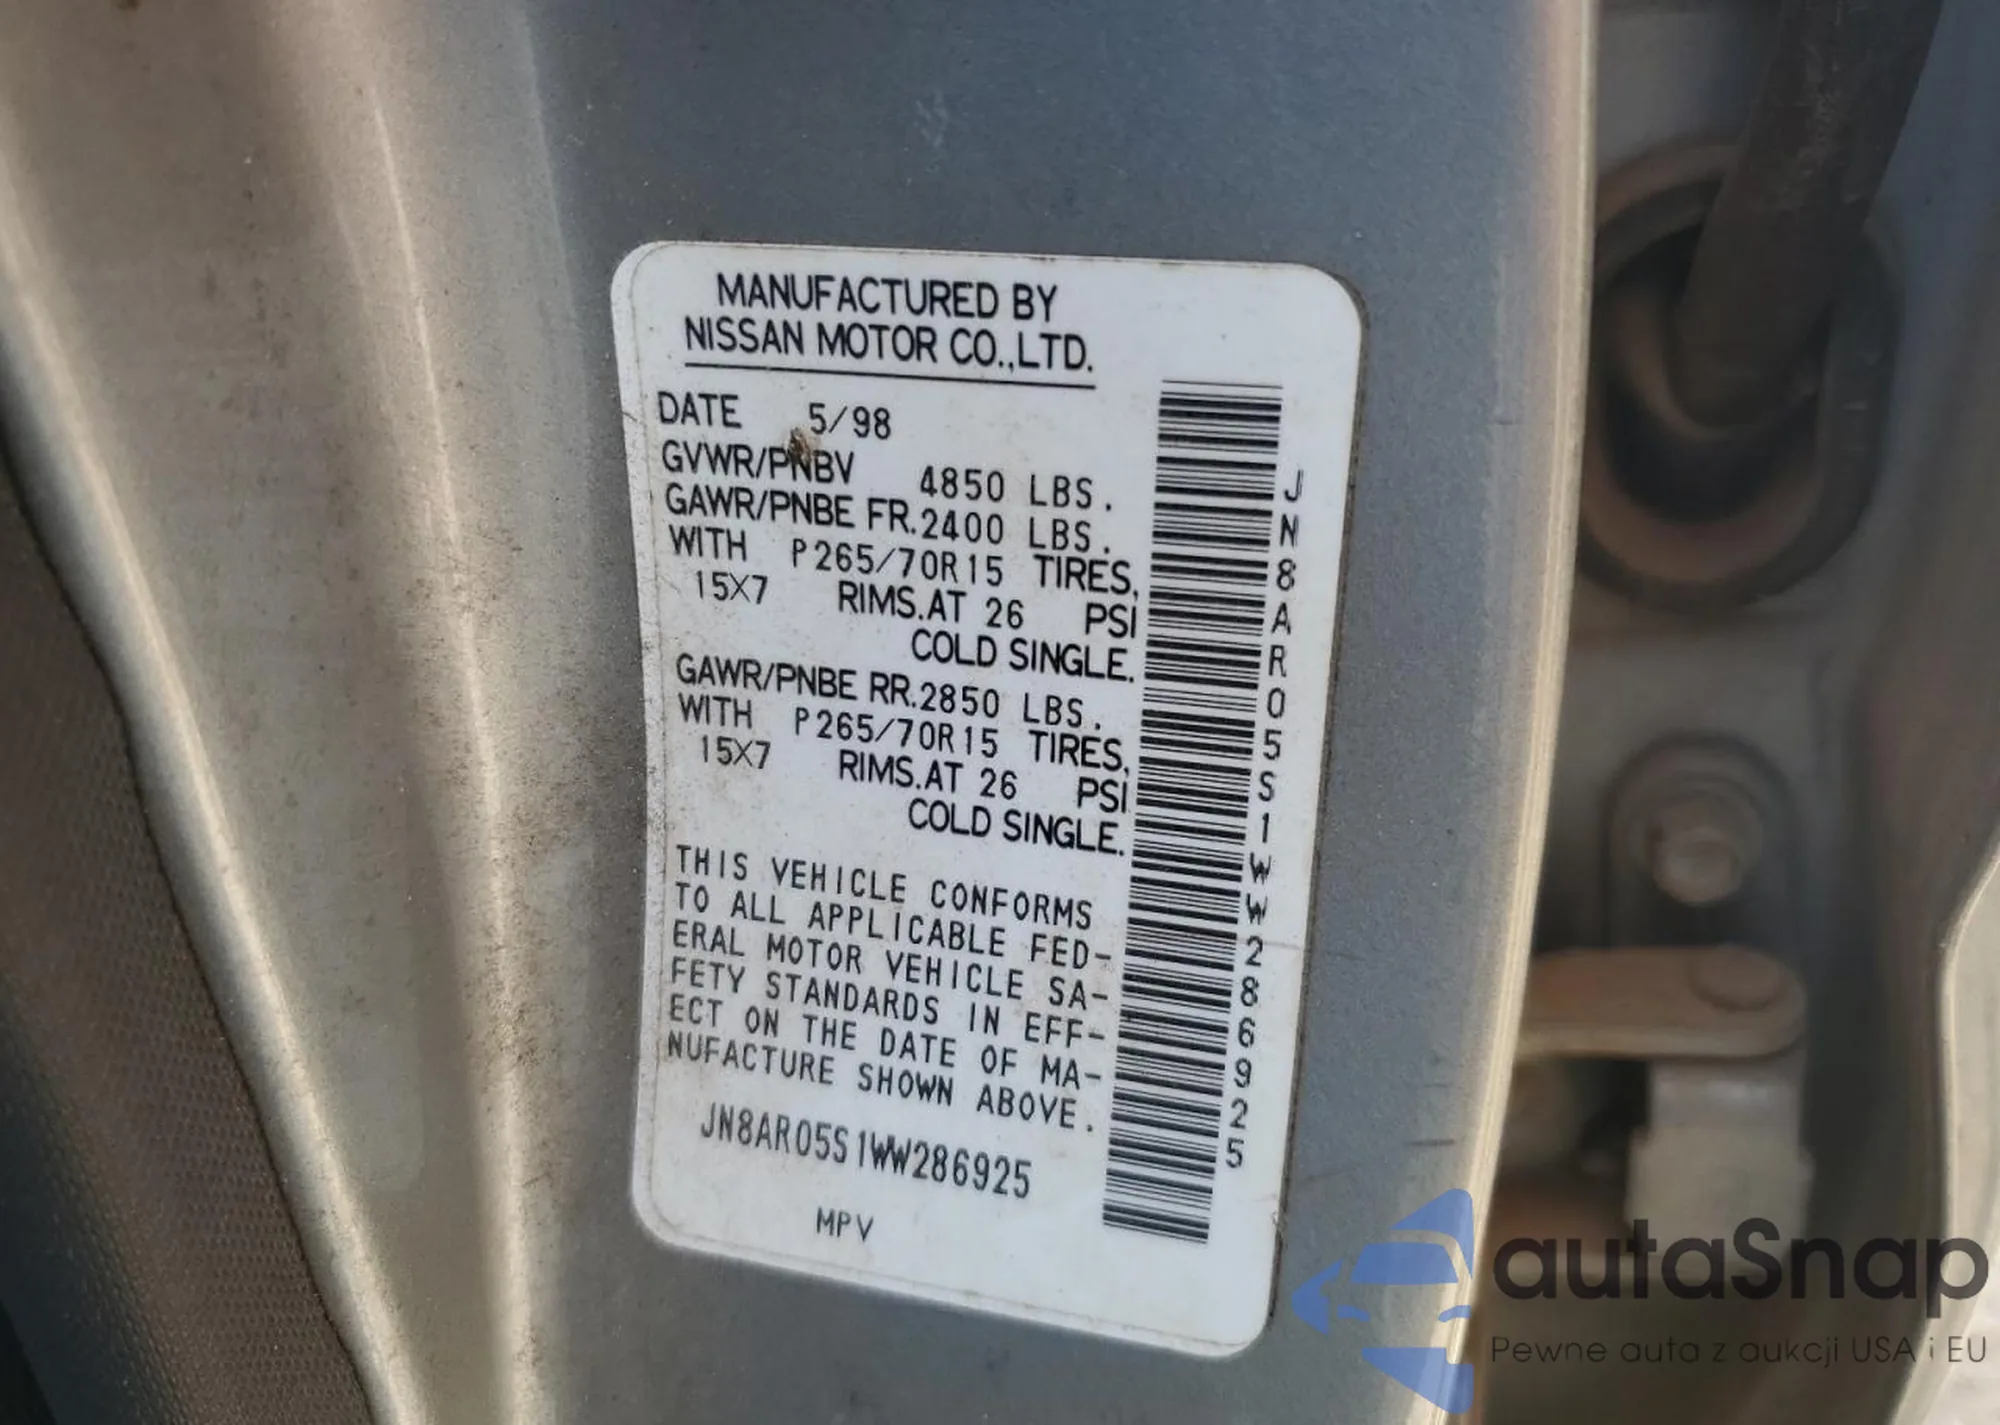 MANUFACTURED BY
NISSAN MOTOR CO.,LTD.
DATE 5/98
GVWR/PNBV 4850 LBS.
GAWR/PNBE FR.2400 LBS.
WITH P265/70R15 TIRES,
15X7 RIMS.AT 26 PSI
COLD SINGLE.
GAWR/PNBE RR.2850 LBS.
WITH P265/70R15 TIRES,
15X7 RIMS.AT 26 PSI
COLD SINGLE.
THIS VEHICLE CONFORMS
TO ALL APPLICABLE FED-
ERAL MOTOR VEHICLE SA-
FETY STANDARDS IN EFF-
ECT ON THE DATE OF MA-
NUFACTURE SHOWN ABOVE.
JN8AR05S1WW286925
MPV
JN8AR05S1WW286925
autaSnap
Pewne auta z aukcji USA i EU